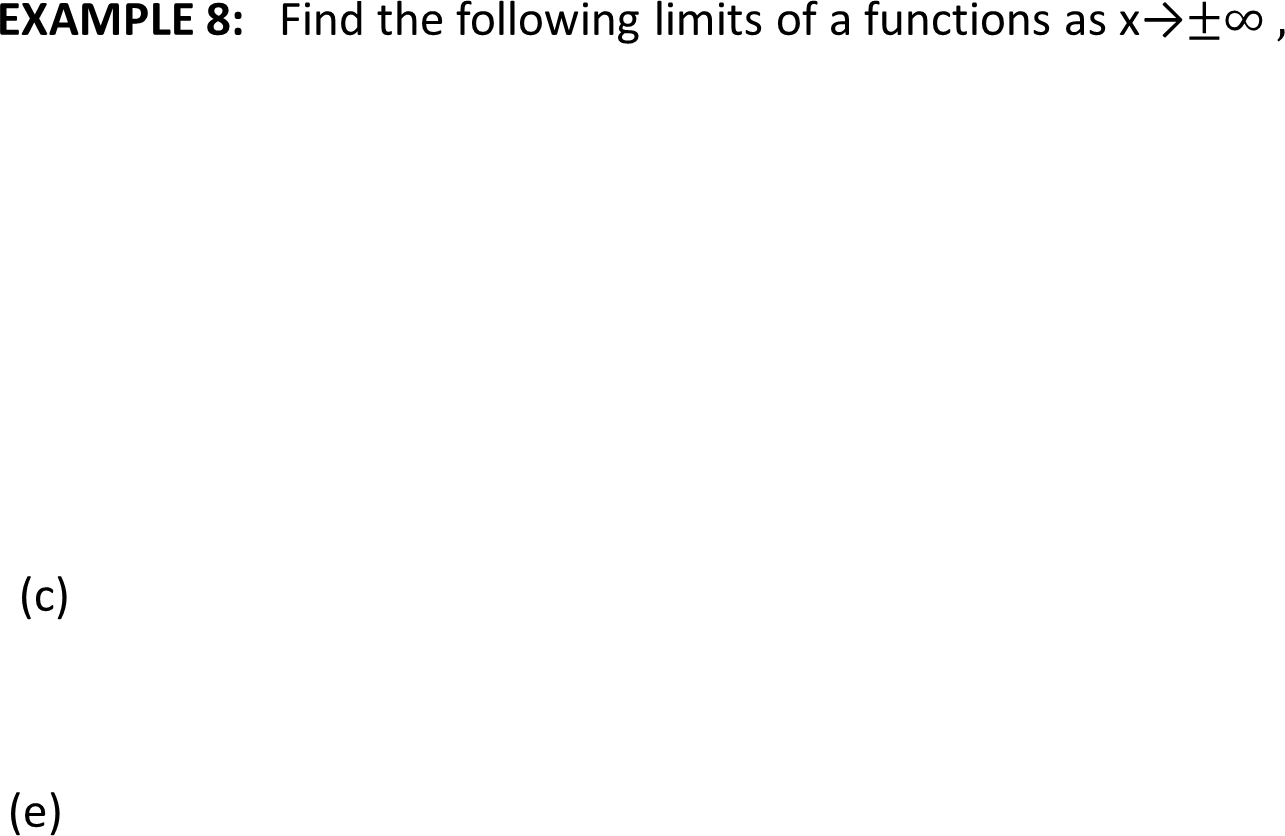 EXAMPLE 8: Find the following limits of a functions as x→±∞ ,
(c)
(e)